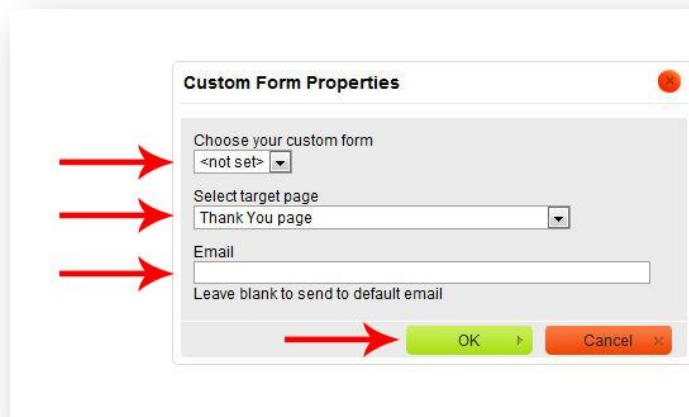 Custom Form Properties
Choose your custom form
<not set>
Select target page
Thank You page
Email
Leave blank to send to default email
OK
Cancel